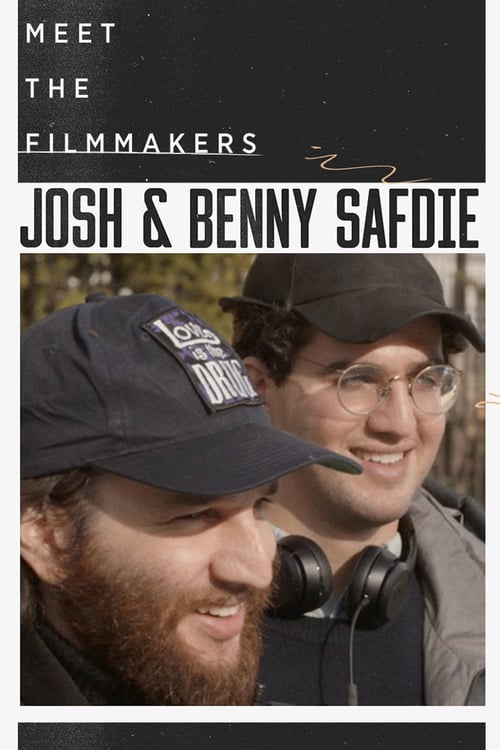 MEET
THE
FILMMAKERS
JOSH & BENNY SAFDIE
Love
is the
DRUG